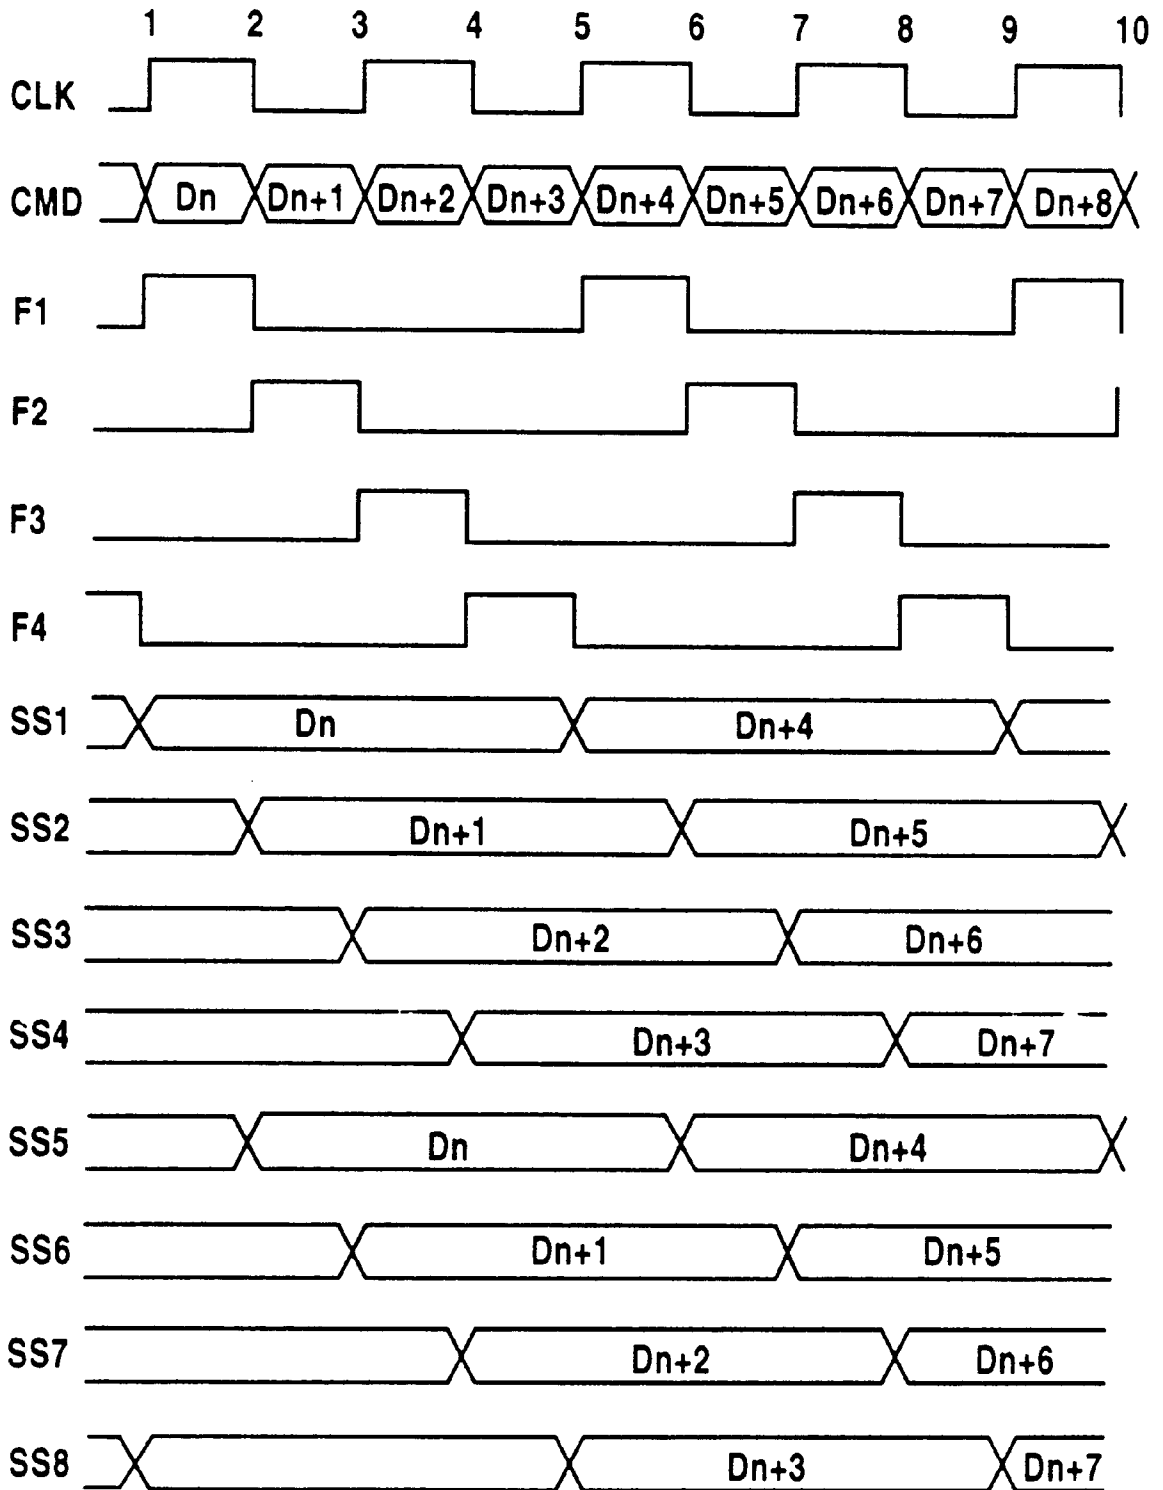 1 2 3 4 5 6 7 8 9 10
CLK
CMD Dn Dn+1 Dn+2 Dn+3 Dn+4 Dn+5 Dn+6 Dn+7 Dn+8
F1
F2
F3
F4
SS1 Dn Dn+4
SS2 Dn+1 Dn+5
SS3 Dn+2 Dn+6
SS4 Dn+3 Dn+7
SS5 Dn Dn+4
SS6 Dn+1 Dn+5
SS7 Dn+2 Dn+6
SS8 Dn+3 Dn+7